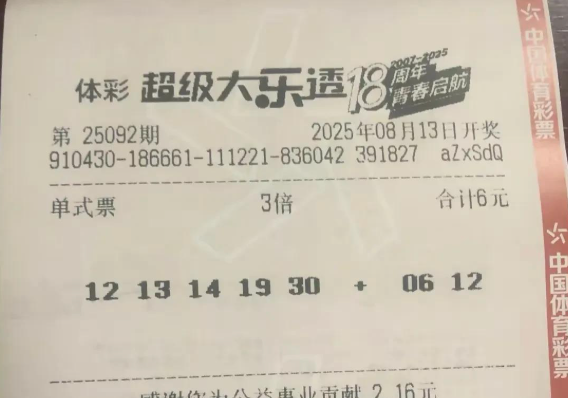 体彩 超级大乐透 18周年 2007-2025 青春启航
第 25092期 2025年08月13日开奖
910430-186661-111221-836042 391827 aZxSdQ
单式票 3倍 合计6元
12 13 14 19 30 + 06 12
感谢您为公益事业贡献 2.16元
中国体育彩票
中国体育彩票